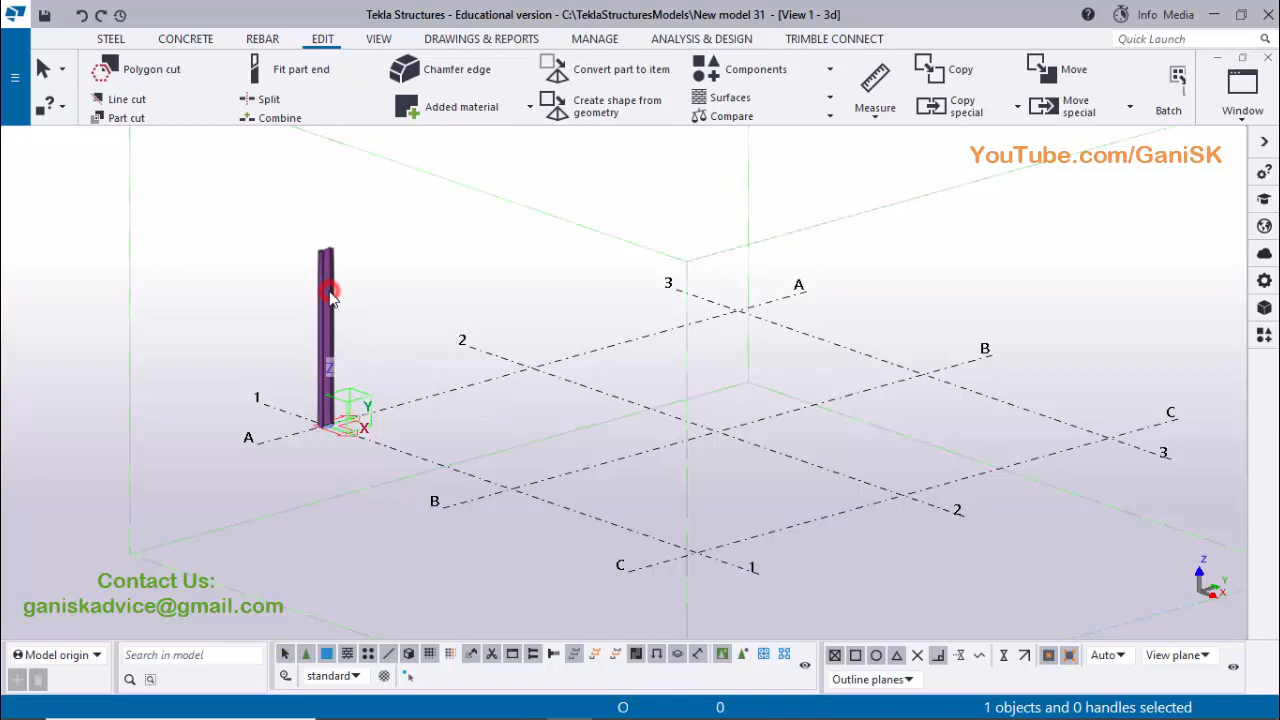 Tekla Structures - Educational version - C:\TeklaStructuresModels\New model 31 - [View 1 - 3d]
Info Media
STEEL CONCRETE REBAR EDIT VIEW DRAWINGS & REPORTS MANAGE ANALYSIS & DESIGN TRIMBLE CONNECT Quick Launch
Polygon cut
Line cut
Part cut
Fit part end
Split
Combine
Chamfer edge
Added material
Convert part to item
Create shape from
geometry
Components
Surfaces
Compare
Measure
Copy
Copy
special
Move
Move
special
Batch
Window
YouTube.com/GaniSK
3 A
2 B
1 Z C
Y
A X 3
B 2
C 1
Z
Y
X
Contact Us:
ganiskadvice@gmail.com
Model origin Search in model
standard
Auto View plane
Outline planes
O 0 1 objects and 0 handles selected